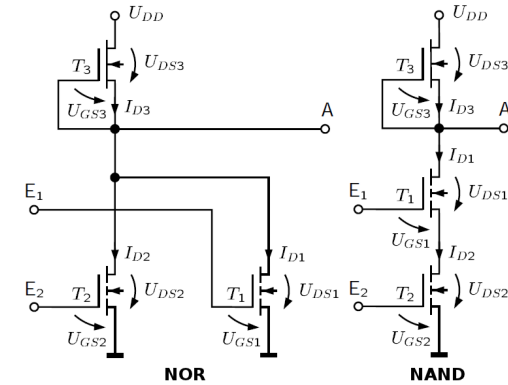 U_DD
T_3
U_DS3
U_GS3
I_D3
A
E_1
I_D2
I_D1
E_2
T_2
U_DS2
T_1
U_DS1
U_GS2
U_GS1
NOR
U_DD
T_3
U_DS3
U_GS3
I_D3
A
I_D1
E_1
T_1
U_DS1
U_GS1
I_D2
E_2
T_2
U_DS2
U_GS2
NAND